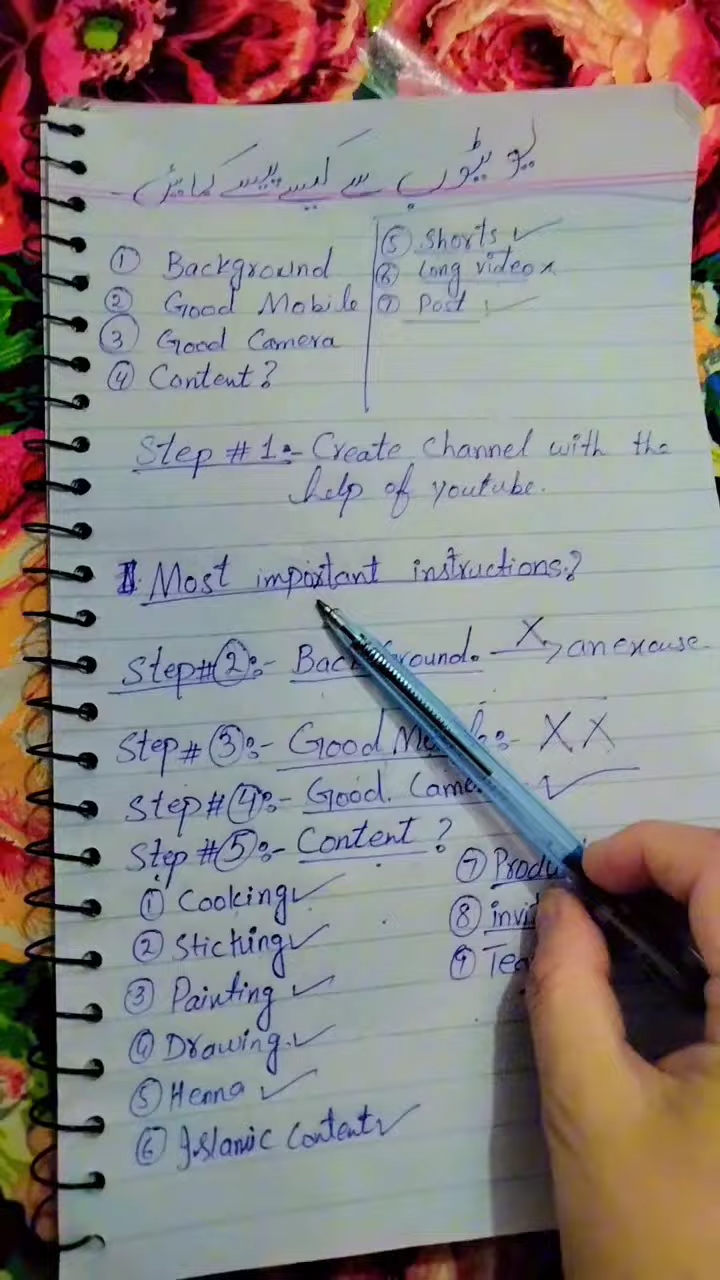 یوٹیوب سے کیسے پیسے کمایئں
① Background
② Good Mobile
③ Good Camera
④ Content?
⑤ Shorts ✓
⑥ Long video ×
⑦ Post ✓
Step # 1:- Create channel with the
help of youtube.
Most important instructions?
Step # ②:- Background. X → an excuse
Step # ③:- Good :- X X
Step # ④:- Good. ✓
Step # ⑤:- Content ?
① Cooking ✓
② Stiching ✓
③ Painting ✓
④ Drawing. ✓
⑤ Henna ✓
⑥ Islamic Content ✓
⑦
⑧
⑨